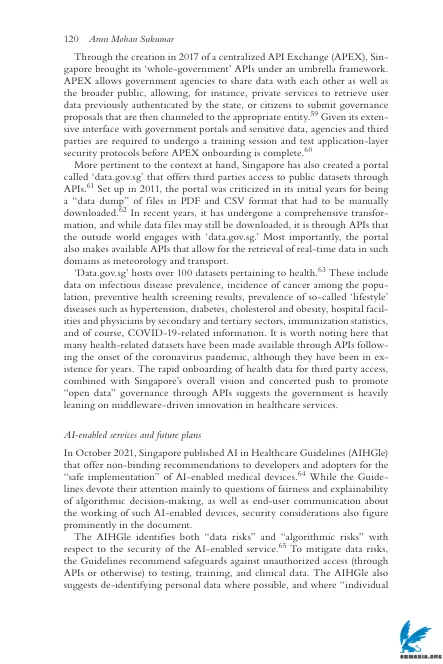 120 Arun Mohan Sukumar
Through the creation in 2017 of a centralized API Exchange (APEX), Sin-
gapore brought its ‘whole-government’ APIs under an umbrella framework.
APEX allows government agencies to share data with each other as well as
the broader public, allowing, for instance, private services to retrieve user
data previously authenticated by the state, or citizens to submit governance
proposals that are then channeled to the appropriate entity.59 Given its exten-
sive interface with government portals and sensitive data, agencies and third
parties are required to undergo a training session and test application-layer
security protocols before APEX onboarding is complete.60
More pertinent to the context at hand, Singapore has also created a portal
called ‘data.gov.sg’ that offers third parties access to public datasets through
APIs.61 Set up in 2011, the portal was criticized in its initial years for being
a “data dump” of files in PDF and CSV format that had to be manually
downloaded.62 In recent years, it has undergone a comprehensive transfor-
mation, and while data files may still be downloaded, it is through APIs that
the outside world engages with ‘data.gov.sg.’ Most importantly, the portal
also makes available APIs that allow for the retrieval of real-time data in such
domains as meteorology and transport.
‘Data.gov.sg’ hosts over 100 datasets pertaining to health.63 These include
data on infectious disease prevalence, incidence of cancer among the popu-
lation, preventive health screening results, prevalence of so-called ‘lifestyle’
diseases such as hypertension, diabetes, cholesterol and obesity, hospital facil-
ities and physicians by secondary and tertiary sectors, immunization statistics,
and of course, COVID-19-related information. It is worth noting here that
many health-related datasets have been made available through APIs follow-
ing the onset of the coronavirus pandemic, although they have been in ex-
istence for years. The rapid onboarding of health data for third party access,
combined with Singapore’s overall vision and concerted push to promote
“open data” governance through APIs suggests the government is heavily
leaning on middleware-driven innovation in healthcare services.
AI-enabled services and future plans
In October 2021, Singapore published AI in Healthcare Guidelines (AIHGle)
that offer non-binding recommendations to developers and adopters for the
“safe implementation” of AI-enabled medical devices.64 While the Guide-
lines devote their attention mainly to questions of fairness and explainability
of algorithmic decision-making, as well as end-user communication about
the working of such AI-enabled devices, security considerations also figure
prominently in the document.
The AIHGle identifies both “data risks” and “algorithmic risks” with
respect to the security of the AI-enabled service.65 To mitigate data risks,
the Guidelines recommend safeguards against unauthorized access (through
APIs or otherwise) to testing, training, and clinical data. The AIHGle also
suggests de-identifying personal data where possible, and where “individual